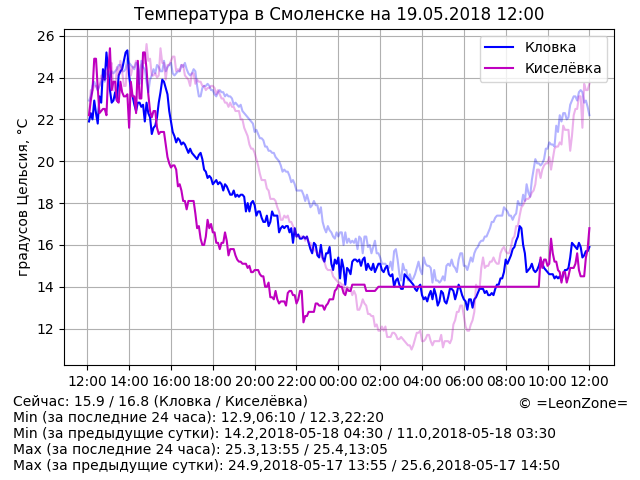 Температура в Смоленске на 19.05.2018 12:00
градусов Цельсия, °C
26
24
22
20
18
16
14
12
Кловка
Киселёвка
12:00 14:00 16:00 18:00 20:00 22:00 00:00 02:00 04:00 06:00 08:00 10:00 12:00
Сейчас: 15.9 / 16.8 (Кловка / Киселёвка)
© =LeonZone=
Min (за последние 24 часа): 12.9,06:10 / 12.3,22:20
Min (за предыдущие сутки): 14.2,2018-05-18 04:30 / 11.0,2018-05-18 03:30
Max (за последние 24 часа): 25.3,13:55 / 25.4,13:05
Max (за предыдущие сутки): 24.9,2018-05-17 13:55 / 25.6,2018-05-17 14:50